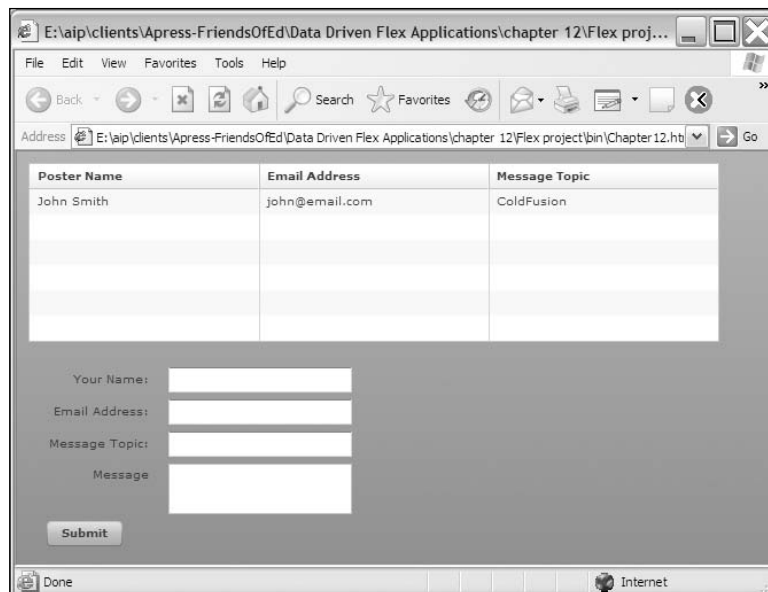 E:\aip\clients\Apress-FriendsOfEd\Data Driven Flex Applications\chapter 12\Flex proj...
File Edit View Favorites Tools Help
Back Search Favorites »
Address E:\aip\clients\Apress-FriendsOfEd\Data Driven Flex Applications\chapter 12\Flex project\bin\Chapter12.ht Go
Poster Name Email Address Message Topic
John Smith john@email.com ColdFusion
Your Name:
Email Address:
Message Topic:
Message
Submit
Done Internet